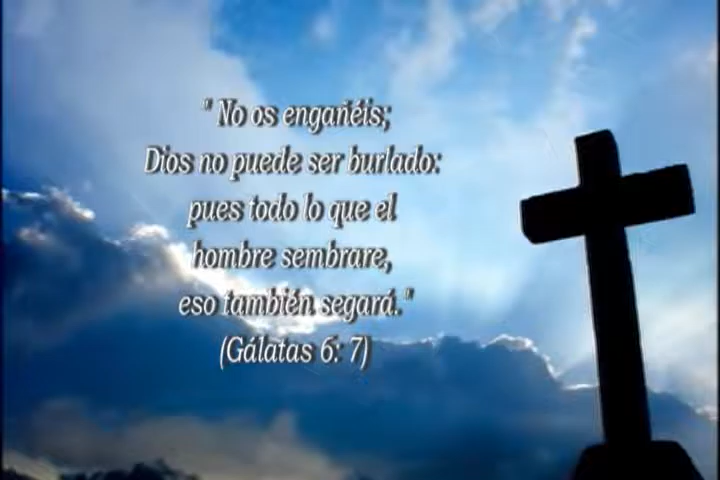 " No os engañéis;
Dios no puede ser burlado:
pues todo lo que el
hombre sembrare,
eso también segará."
(Gálatas 6: 7)